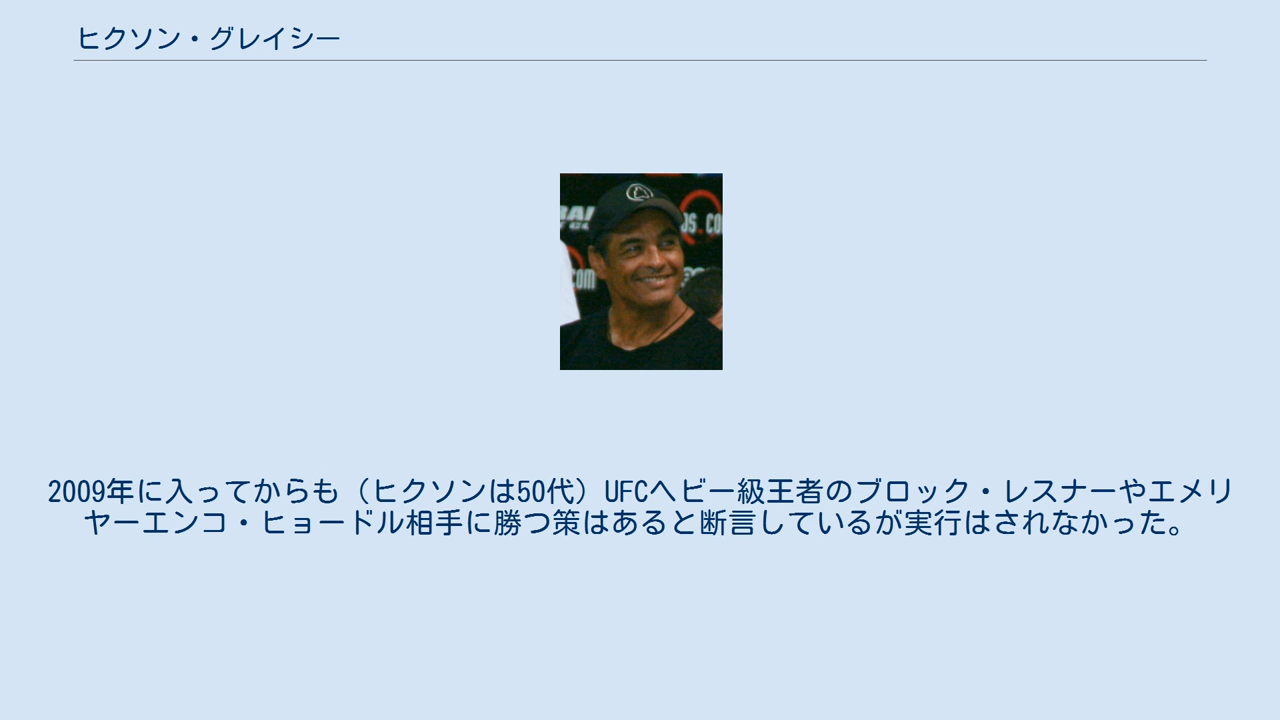 ヒクソン・グレイシー
BAI
OS.CO
COM
2009年に入ってからも（ヒクソンは50代）UFCヘビー級王者のブロック・レスナーやエメリ
ヤーエンコ・ヒョードル相手に勝つ策はあると断言しているが実行はされなかった。